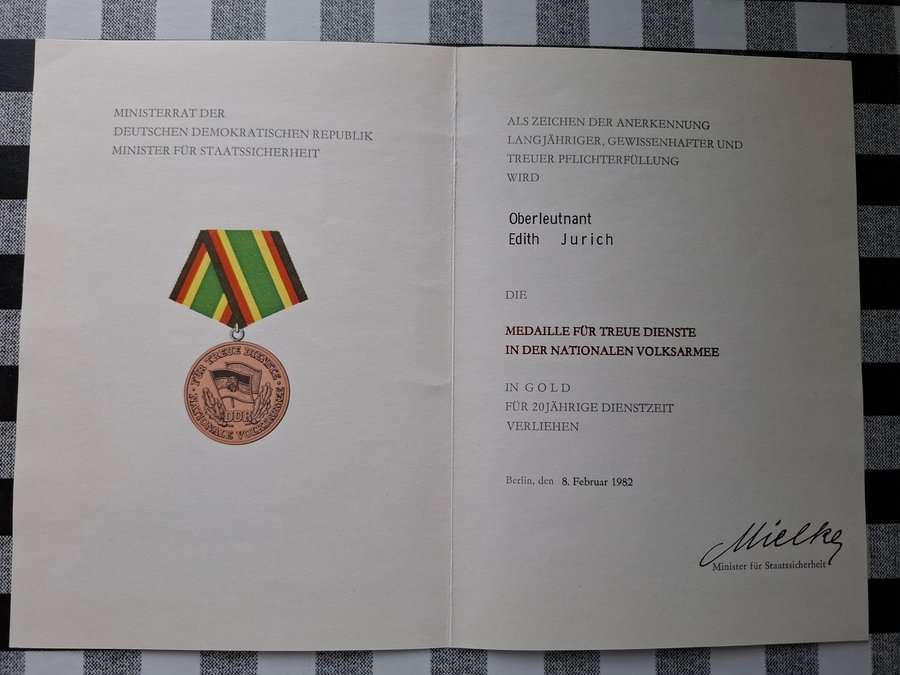 MINISTERRAT DER
DEUTSCHEN DEMOKRATISCHEN REPUBLIK
MINISTER FÜR STAATSSICHERHEIT
FÜR TREUE DIENSTE
NATIONALE VOLKSARMEE
DDR
ALS ZEICHEN DER ANERKENNUNG
LANGJÄHRIGER, GEWISSENHAFTER UND
TREUER PFLICHTERFÜLLUNG
WIRD
Oberleutnant
Edith Jurich
DIE
MEDAILLE FÜR TREUE DIENSTE
IN DER NATIONALEN VOLKSARMEE
IN GOLD
FÜR 20JÄHRIGE DIENSTZEIT
VERLIEHEN
Berlin, den 8. Februar 1982
Mielke
Minister für Staatssicherheit